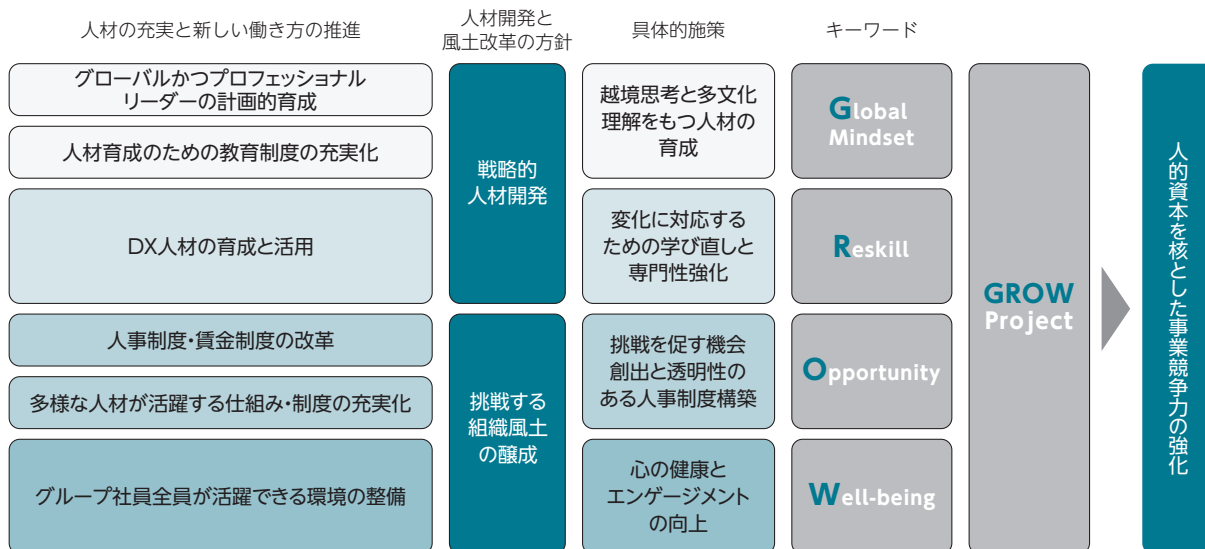 人材の充実と新しい働き方の推進
人材開発と
風土改革の方針
具体的施策
キーワード
グローバルかつプロフェッショナル
リーダーの計画的育成
人材育成のための教育制度の充実化
DX人材の育成と活用
人事制度・賃金制度の改革
多様な人材が活躍する仕組み・制度の充実化
グループ社員全員が活躍できる環境の整備
戦略的
人材開発
挑戦する
組織風土
の醸成
越境思考と多文化
理解をもつ人材の
育成
変化に対応する
ための学び直しと
専門性強化
挑戦を促す機会
創出と透明性の
ある人事制度構築
心の健康と
エンゲージメント
の向上
Global
Mindset
Reskill
Opportunity
Well-being
GROW
Project
人的資本を核とした事業競争力の強化